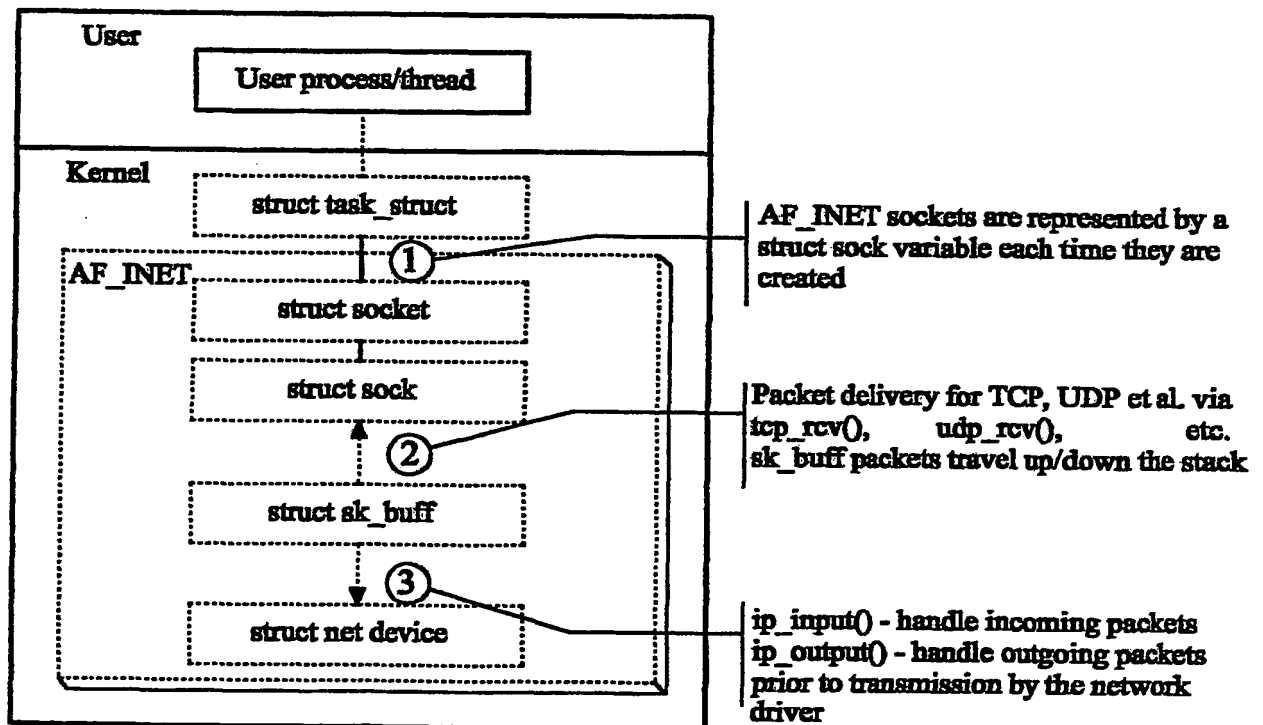 User
User process/thread
Kernel
struct task_struct
AF_INET
1
struct socket
struct sock
2
struct sk_buff
3
struct net device
AF_INET sockets are represented by a
struct sock variable each time they are
created
Packet delivery for TCP, UDP et al. via
tcp_rcv(), udp_rcv(), etc.
sk_buff packets travel up/down the stack
ip_input() - handle incoming packets
ip_output() - handle outgoing packets
prior to transmission by the network
driver